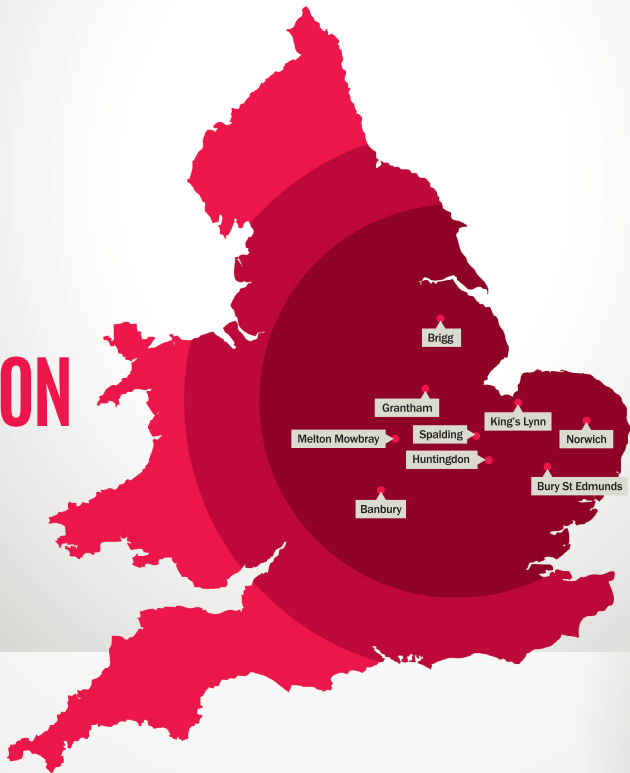 ON
Brigg
Grantham
King's Lynn
Melton Mowbray
Spalding
Norwich
Huntingdon
Bury St Edmunds
Banbury